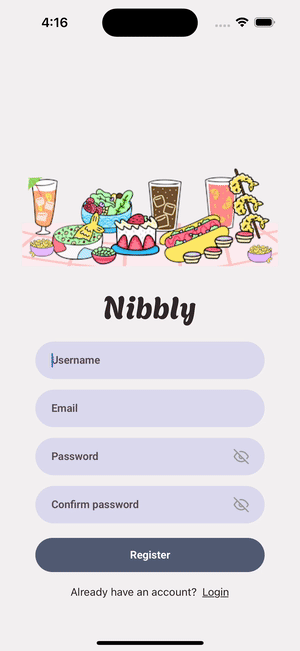 4:16
Nibbly
Username
Email
Password
Confirm password
Register
Already have an account? Login